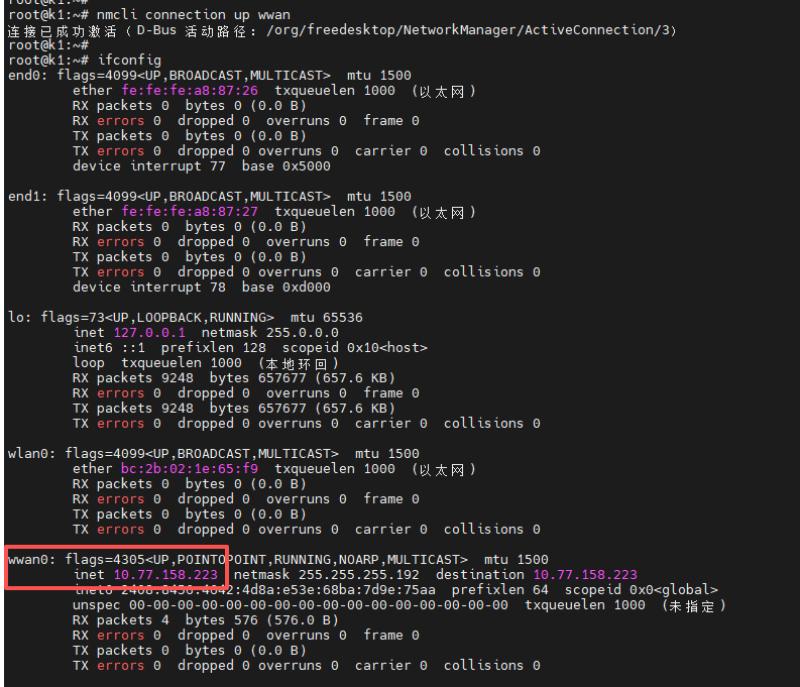 root@k1:~#
root@k1:~# nmcli connection up wwan
连接已成功激活（D-Bus 活动路径：/org/freedesktop/NetworkManager/ActiveConnection/3）
root@k1:~#
root@k1:~# ifconfig
end0: flags=4099<UP,BROADCAST,MULTICAST>  mtu 1500
        ether fe:fe:fe:a8:87:26  txqueuelen 1000  (以太网)
        RX packets 0  bytes 0 (0.0 B)
        RX errors 0  dropped 0  overruns 0  frame 0
        TX packets 0  bytes 0 (0.0 B)
        TX errors 0  dropped 0 overruns 0  carrier 0  collisions 0
        device interrupt 77  base 0x5000
end1: flags=4099<UP,BROADCAST,MULTICAST>  mtu 1500
        ether fe:fe:fe:a8:87:27  txqueuelen 1000  (以太网)
        RX packets 0  bytes 0 (0.0 B)
        RX errors 0  dropped 0  overruns 0  frame 0
        TX packets 0  bytes 0 (0.0 B)
        TX errors 0  dropped 0 overruns 0  carrier 0  collisions 0
        device interrupt 78  base 0xd000
lo: flags=73<UP,LOOPBACK,RUNNING>  mtu 65536
        inet 127.0.0.1  netmask 255.0.0.0
        inet6 ::1  prefixlen 128  scopeid 0x10<host>
        loop  txqueuelen 1000  (本地环回)
        RX packets 9248  bytes 657677 (657.6 KB)
        RX errors 0  dropped 0  overruns 0  frame 0
        TX packets 9248  bytes 657677 (657.6 KB)
        TX errors 0  dropped 0 overruns 0  carrier 0  collisions 0
wlan0: flags=4099<UP,BROADCAST,MULTICAST>  mtu 1500
        ether bc:2b:02:1e:65:f9  txqueuelen 1000  (以太网)
        RX packets 0  bytes 0 (0.0 B)
        RX errors 0  dropped 0  overruns 0  frame 0
        TX packets 0  bytes 0 (0.0 B)
        TX errors 0  dropped 0 overruns 0  carrier 0  collisions 0
wwan0: flags=4305<UP,POINTOPOINT,RUNNING,NOARP,MULTICAST>  mtu 1500
        inet 10.77.158.223  netmask 255.255.255.192  destination 10.77.158.223
        prefixlen 64  scopeid 0x0<global>
        unspec 00-00-00-00-00-00-00-00-00-00-00-00-00-00-00-00  txqueuelen 1000  (未指定)
        RX packets 4  bytes 576 (576.0 B)
        RX errors 0  dropped 0  overruns 0  frame 0
        TX packets 0  bytes 0 (0.0 B)
        TX errors 0  dropped 0 overruns 0  carrier 0  collisions 0